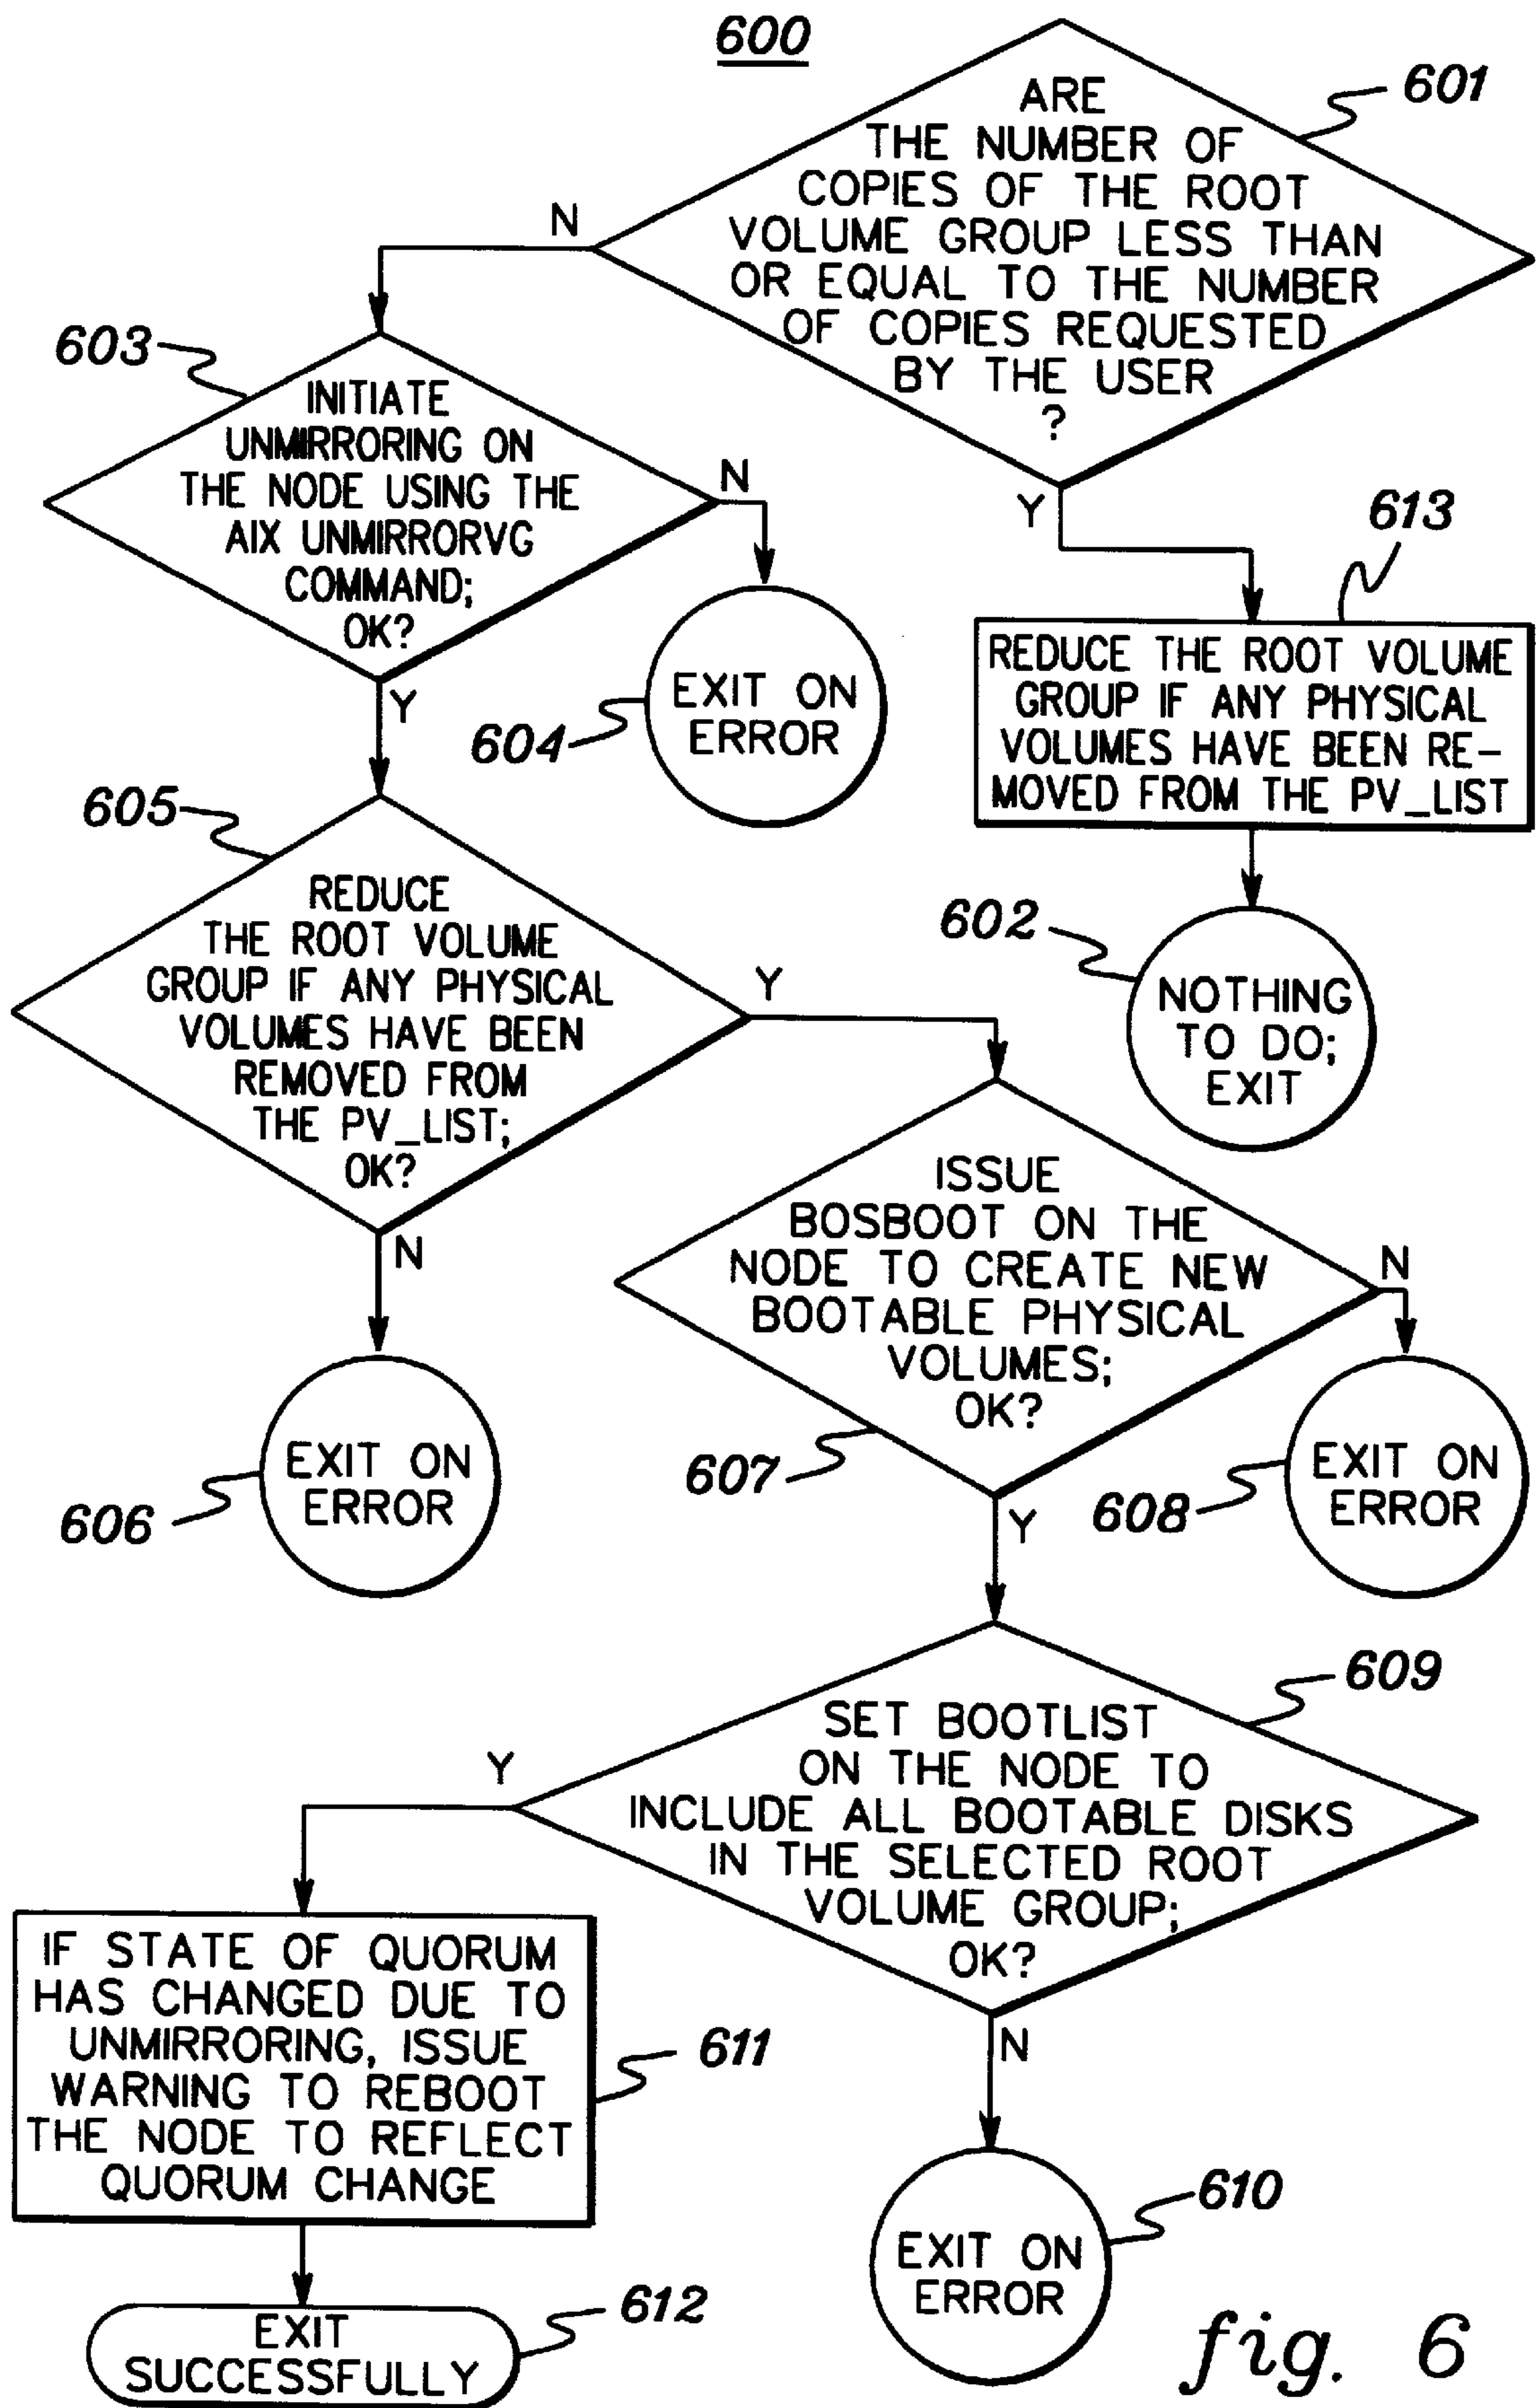 600
601
ARE
THE NUMBER OF
COPIES OF THE ROOT
VOLUME GROUP LESS THAN
OR EQUAL TO THE NUMBER
OF COPIES REQUESTED
BY THE USER
?
N
Y
603
INITIATE
UNMIRRORING ON
THE NODE USING THE
AIX UNMIRRORVG
COMMAND;
OK?
N
Y
604
EXIT ON
ERROR
613
REDUCE THE ROOT VOLUME
GROUP IF ANY PHYSICAL
VOLUMES HAVE BEEN RE-
MOVED FROM THE PV_LIST
602
NOTHING
TO DO;
EXIT
605
REDUCE
THE ROOT VOLUME
GROUP IF ANY PHYSICAL
VOLUMES HAVE BEEN
REMOVED FROM
THE PV_LIST;
OK?
Y
N
606
EXIT ON
ERROR
ISSUE
BOSBOOT ON THE
NODE TO CREATE NEW
BOOTABLE PHYSICAL
VOLUMES;
OK?
607
N
Y
608
EXIT ON
ERROR
609
SET BOOTLIST
ON THE NODE TO
INCLUDE ALL BOOTABLE DISKS
IN THE SELECTED ROOT
VOLUME GROUP;
OK?
Y
N
610
EXIT ON
ERROR
IF STATE OF QUORUM
HAS CHANGED DUE TO
UNMIRRORING, ISSUE
WARNING TO REBOOT
THE NODE TO REFLECT
QUORUM CHANGE
611
EXIT
SUCCESSFULLY
612
fig. 6